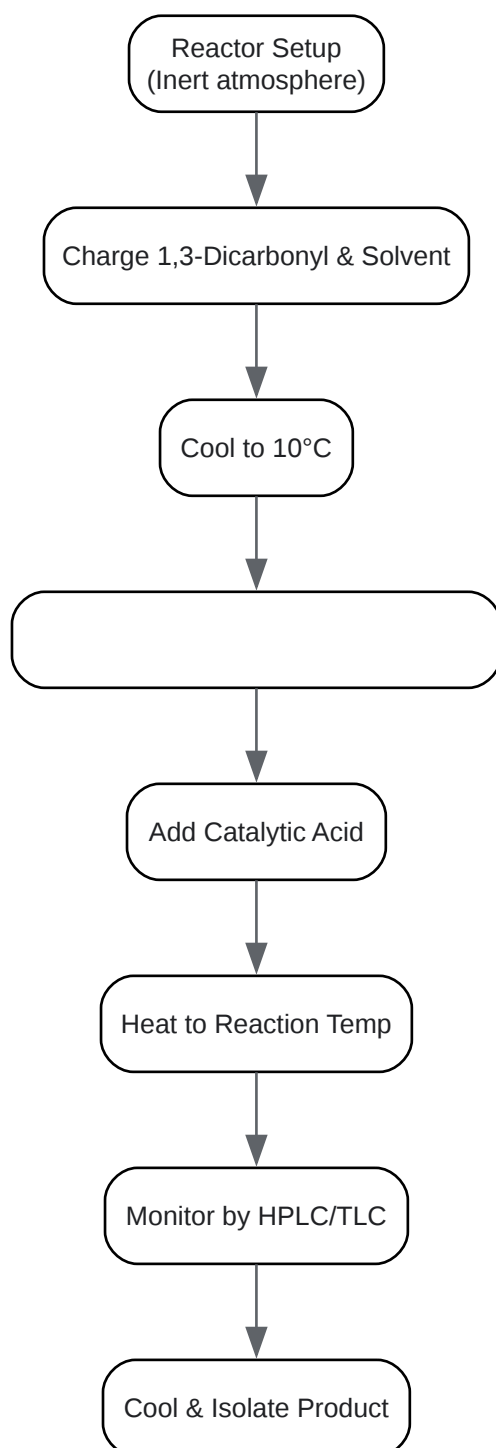 Reactor Setup
(Inert atmosphere)
Charge 1,3-Dicarbonyl & Solvent
Cool to 10°C
Add Catalytic Acid
Heat to Reaction Temp
Monitor by HPLC/TLC
Cool & Isolate Product